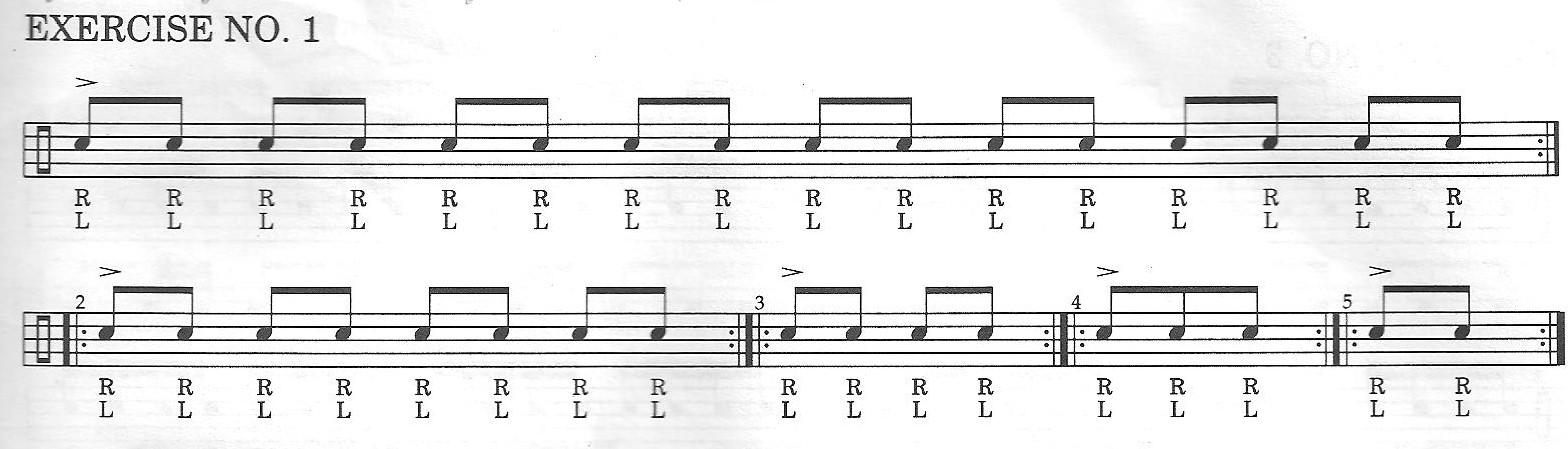 EXERCISE NO. 1
R R R R R R R R R R R R R R R R
L L L L L L L L L L L L L L L L
2 3 4 5
R R R R R R R R R R R R R R R R R
L L L L L L L L L L L L L L L L L